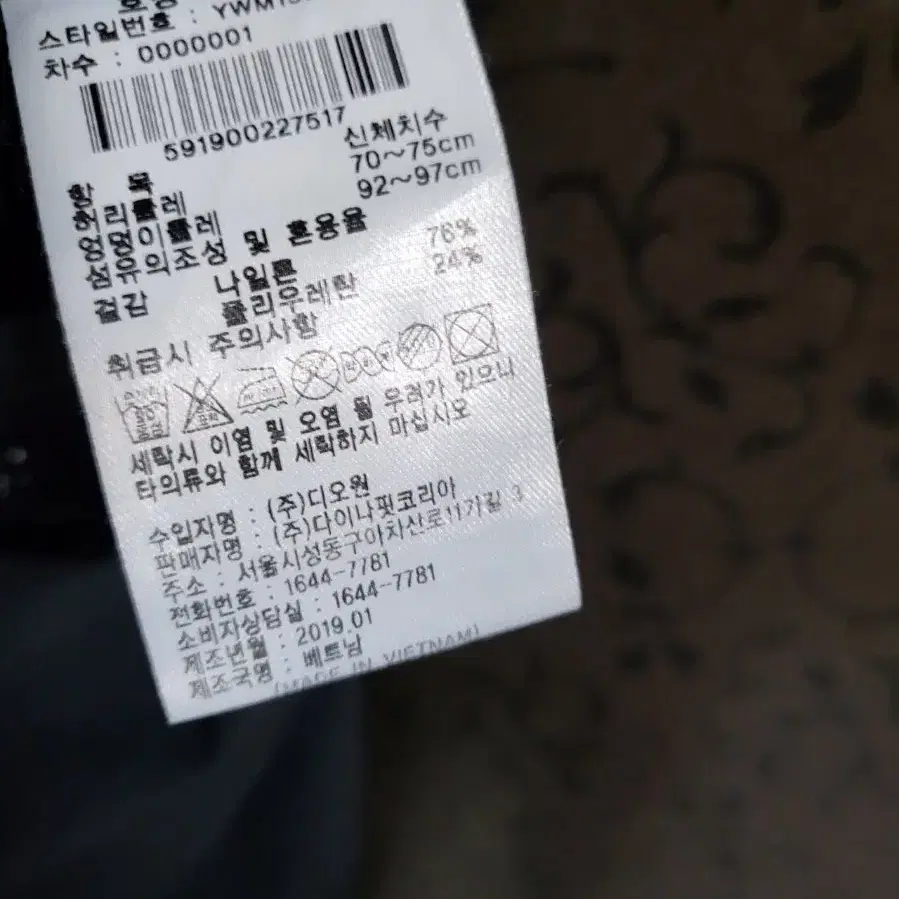 스타일번호 : YWM1
차수 : 0000001
591900227517
항 목 신체치수
허리둘레 70~75cm
엉덩이둘레 92~97cm
섬유의조성 및 혼용율
겉감 나일론 76%
폴리우레탄 24%
취급시 주의사항
세탁시 이염 및 오염 될 우려가 있으니
타의류와 함께 세탁하지 마십시오
수입자명 : (주)디오원
판매자명 : (주)다이나핏코리아
주소 : 서울시성동구아차산로11가길 3
전화번호 : 1644-7781
소비자상담실 : 1644-7781
제조년월 : 2019.01
제조국명 : 베트남
(MADE IN VIETNAM)